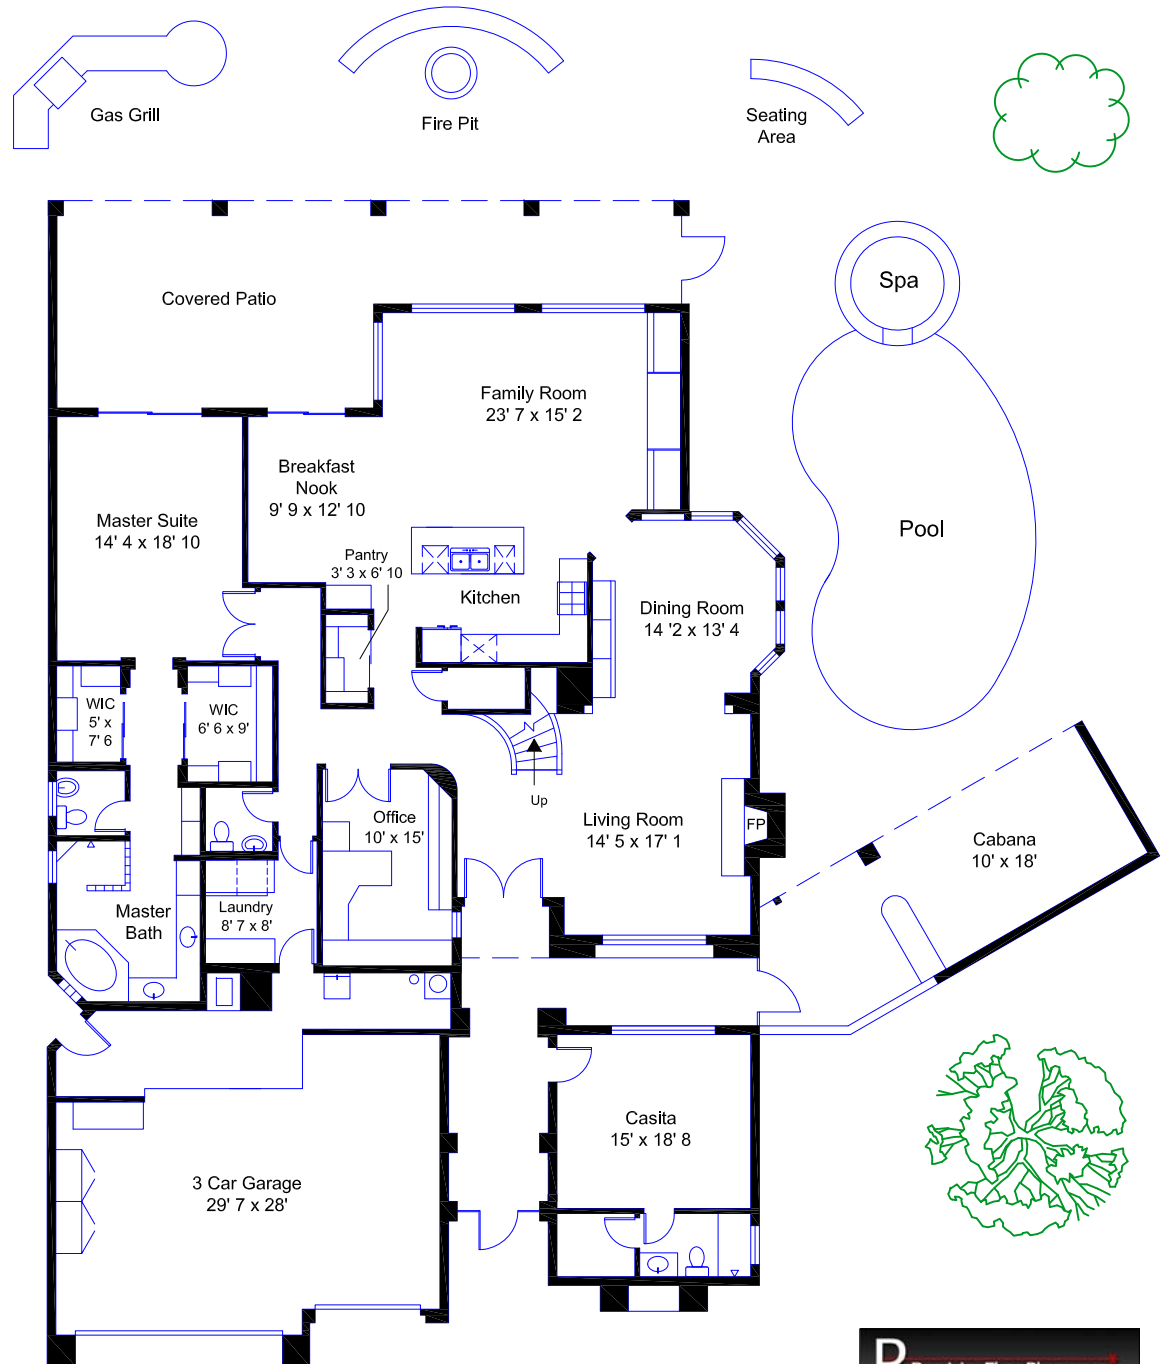 Gas Grill
Fire Pit
Seating
Area
Spa
Covered Patio
Family Room
23' 7 x 15' 2
Breakfast
Nook
9' 9 x 12' 10
Master Suite
14' 4 x 18' 10
Pool
Pantry
3' 3 x 6' 10
Kitchen
Dining Room
14 '2 x 13' 4
WIC
5' x
7' 6
WIC
6' 6 x 9'
Up
Office
10' x 15'
Living Room
14' 5 x 17' 1
FP
Cabana
10' x 18'
Master
Bath
Laundry
8' 7 x 8'
Casita
15' x 18' 8
3 Car Garage
29' 7 x 28'